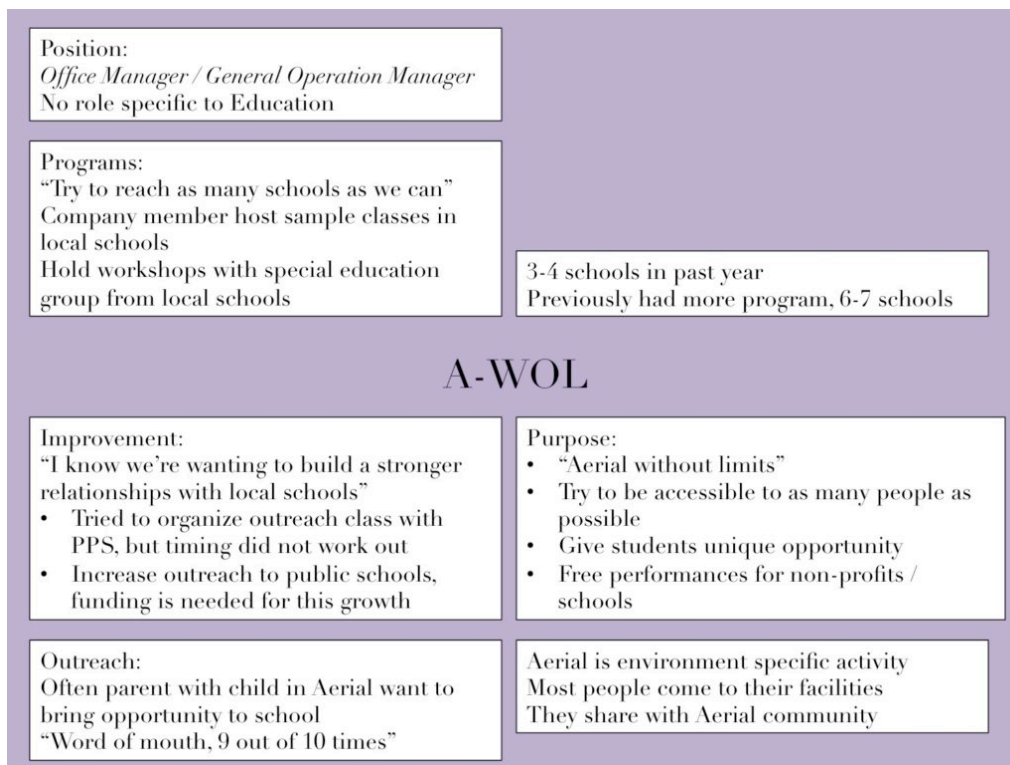 Position:
Office Manager / General Operation Manager
No role specific to Education
Programs:
“Try to reach as many schools as we can”
Company member host sample classes in
local schools
Hold workshops with special education
group from local schools
3-4 schools in past year
Previously had more program, 6-7 schools
A-WOL
Improvement:
“I know we’re wanting to build a stronger
relationships with local schools”
• Tried to organize outreach class with
PPS, but timing did not work out
• Increase outreach to public schools,
funding is needed for this growth
Purpose:
• “Aerial without limits”
• Try to be accessible to as many people as
possible
• Give students unique opportunity
• Free performances for non-profits /
schools
Outreach:
Often parent with child in Aerial want to
bring opportunity to school
“Word of mouth, 9 out of 10 times”
Aerial is environment specific activity
Most people come to their facilities
They share with Aerial community